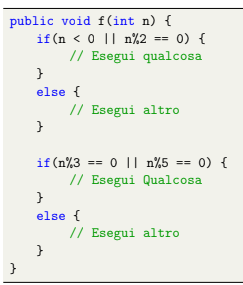 public void f(int n) {
    if(n < 0 || n%2 == 0) {
        // Esegui qualcosa
    }
    else {
        // Esegui altro
    }

    if(n%3 == 0 || n%5 == 0) {
        // Esegui Qualcosa
    }
    else {
        // Esegui altro
    }
}